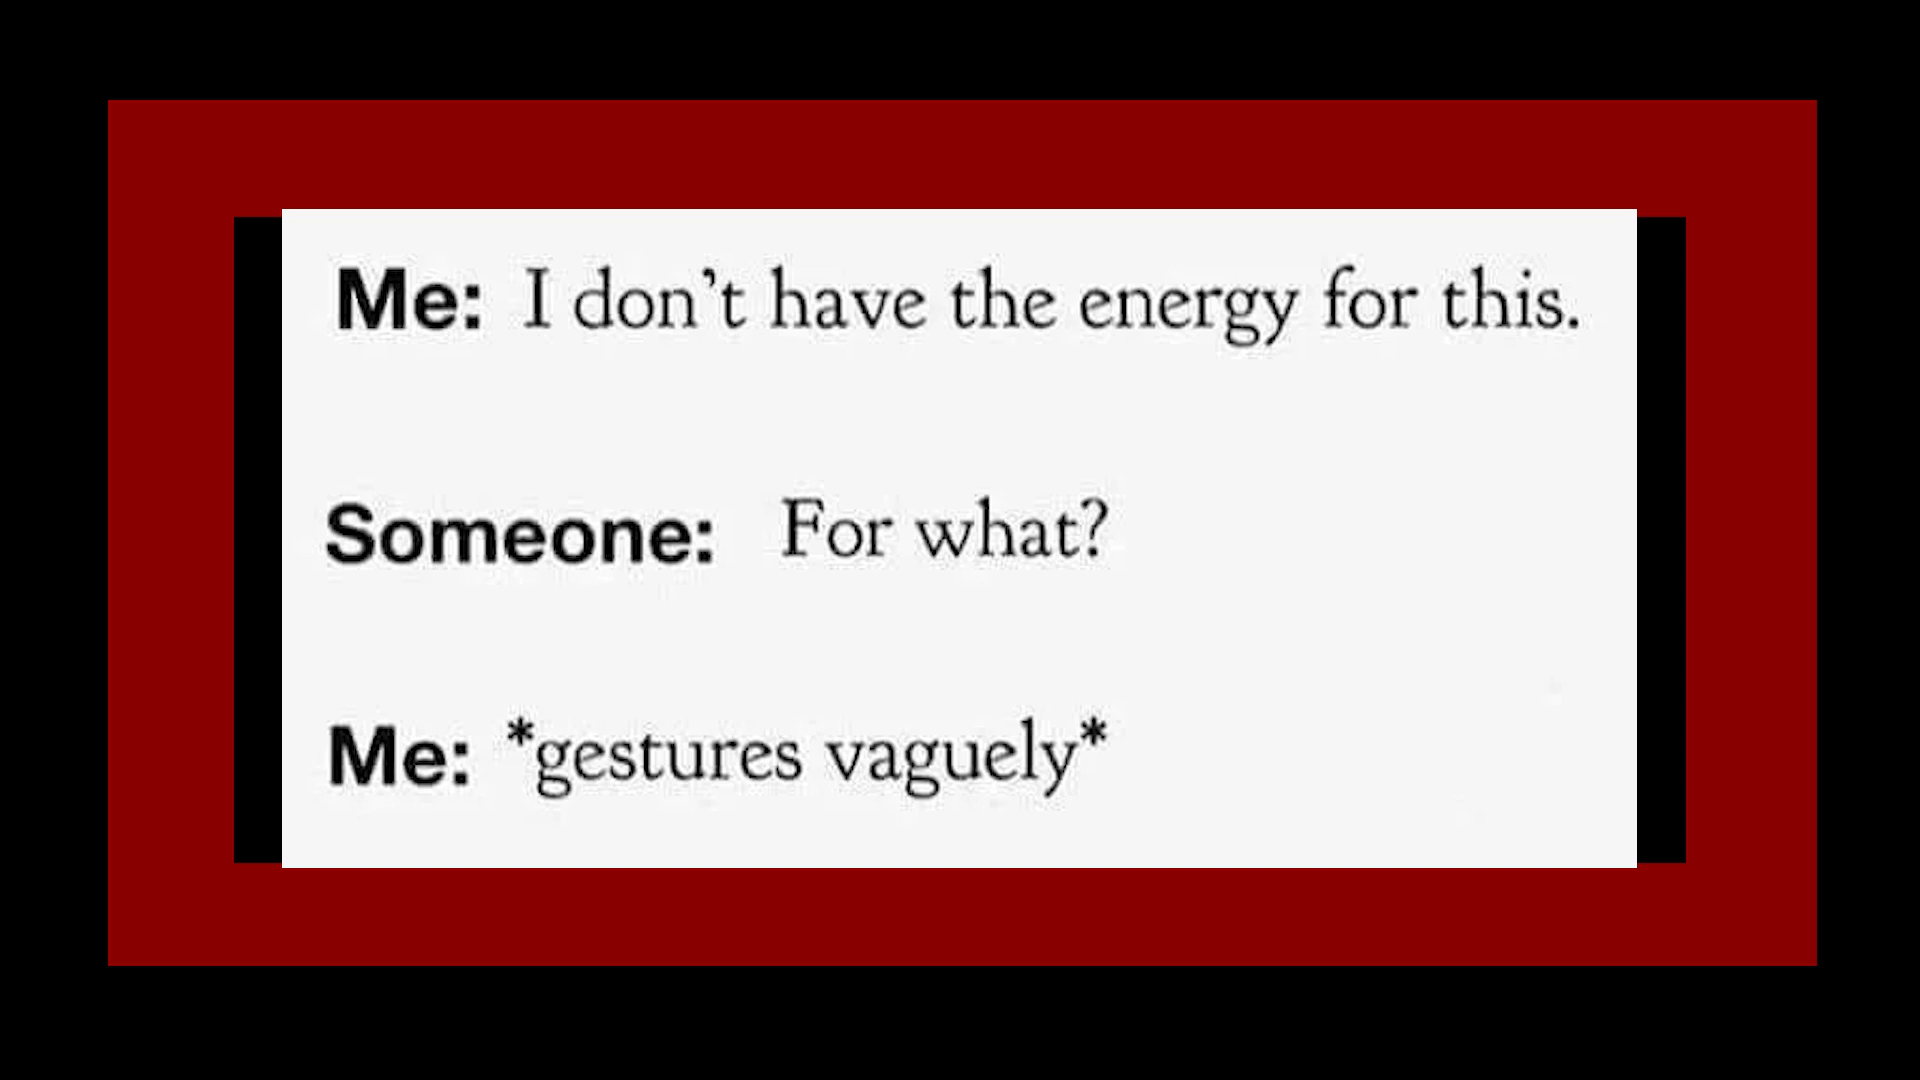 Me: I don’t have the energy for this.
Someone: For what?
Me: *gestures vaguely*